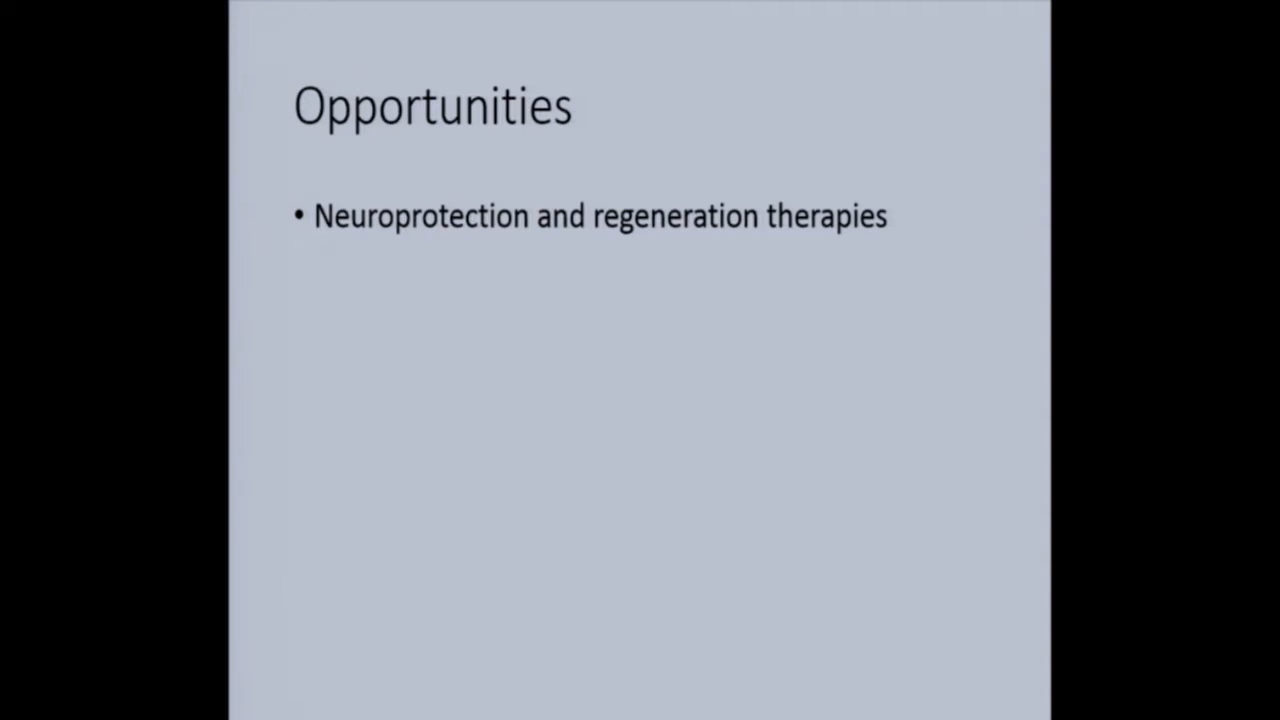 Opportunities
• Neuroprotection and regeneration therapies